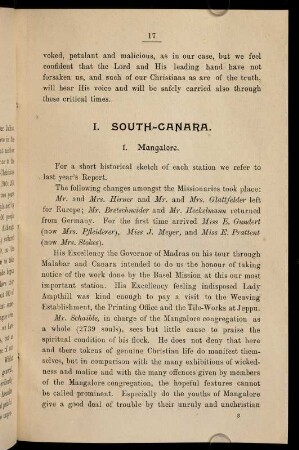 17
voked, petulant and malicious, as in our case, but we feel
confident that the Lord and His leading hand have not
forsaken us, and such of our Christians as are of the truth,
will hear His voice and will be safely carried also through
these critical times.
I. SOUTH-CANARA.
1. Mangalore.
For a short historical sketch of each station we refer to
last year's Report.
The following changes amongst the Missionaries took place:
Mr. and Mrs. Hirner and Mr. and Mrs. Glattfelder left
for Europe; Mr. Bretschneider and Mr. Heckelmann returned
from Germany. For the first time arrived Miss E. Gundert
(now Mrs. Pfleiderer), Miss J. Meyer, and Miss E. Prattent
(now Mrs. Stokes).
His Excellency the Governor of Madras on his tour through
Malabar and Canara intended to do us the honour of taking
notice of the work done by the Basel Mission at this our most
important station. His Excellency feeling indisposed Lady
Ampthill was kind enough to pay a visit to the Weaving
Establishment, the Printing Office and the Tile-Works at Jeppu.
Mr. Schaible, in charge of the Mangalore congregation as
a whole (2739 souls), sees but little cause to praise the
spiritual condition of his flock. He does not deny that here
and there tokens of genuine Christian life do manifest them-
selves, but in comparison with the many exhibitions of wicked-
ness and malice and with the many offences given by members
of the Mangalore congregation, the hopeful features cannot
be called prominent. Especially do the youths of Mangalore
give a good deal of trouble by their unruly and unchristian